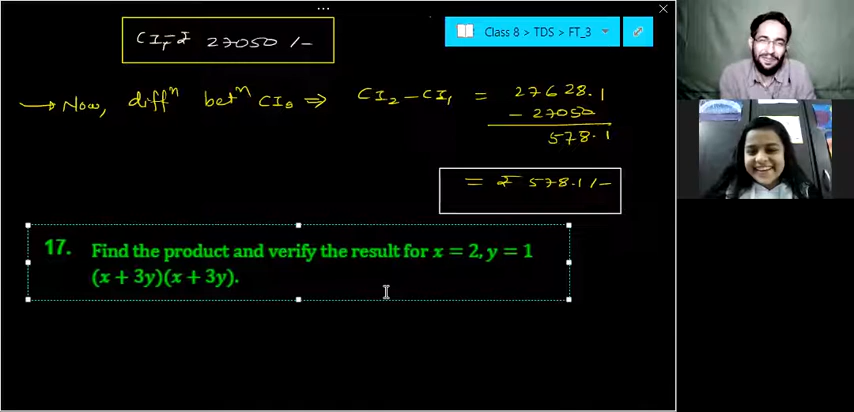 CI₁ = ₹ 27050 /-
Class 8 > TDS > FT_3
→ Now, diffⁿ betⁿ CIs ⇒ CI₂ - CI₁ = 27628.1
- 27050
578.1
= ₹ 578.1 /-
17. Find the product and verify the result for x = 2, y = 1
(x + 3y)(x + 3y).